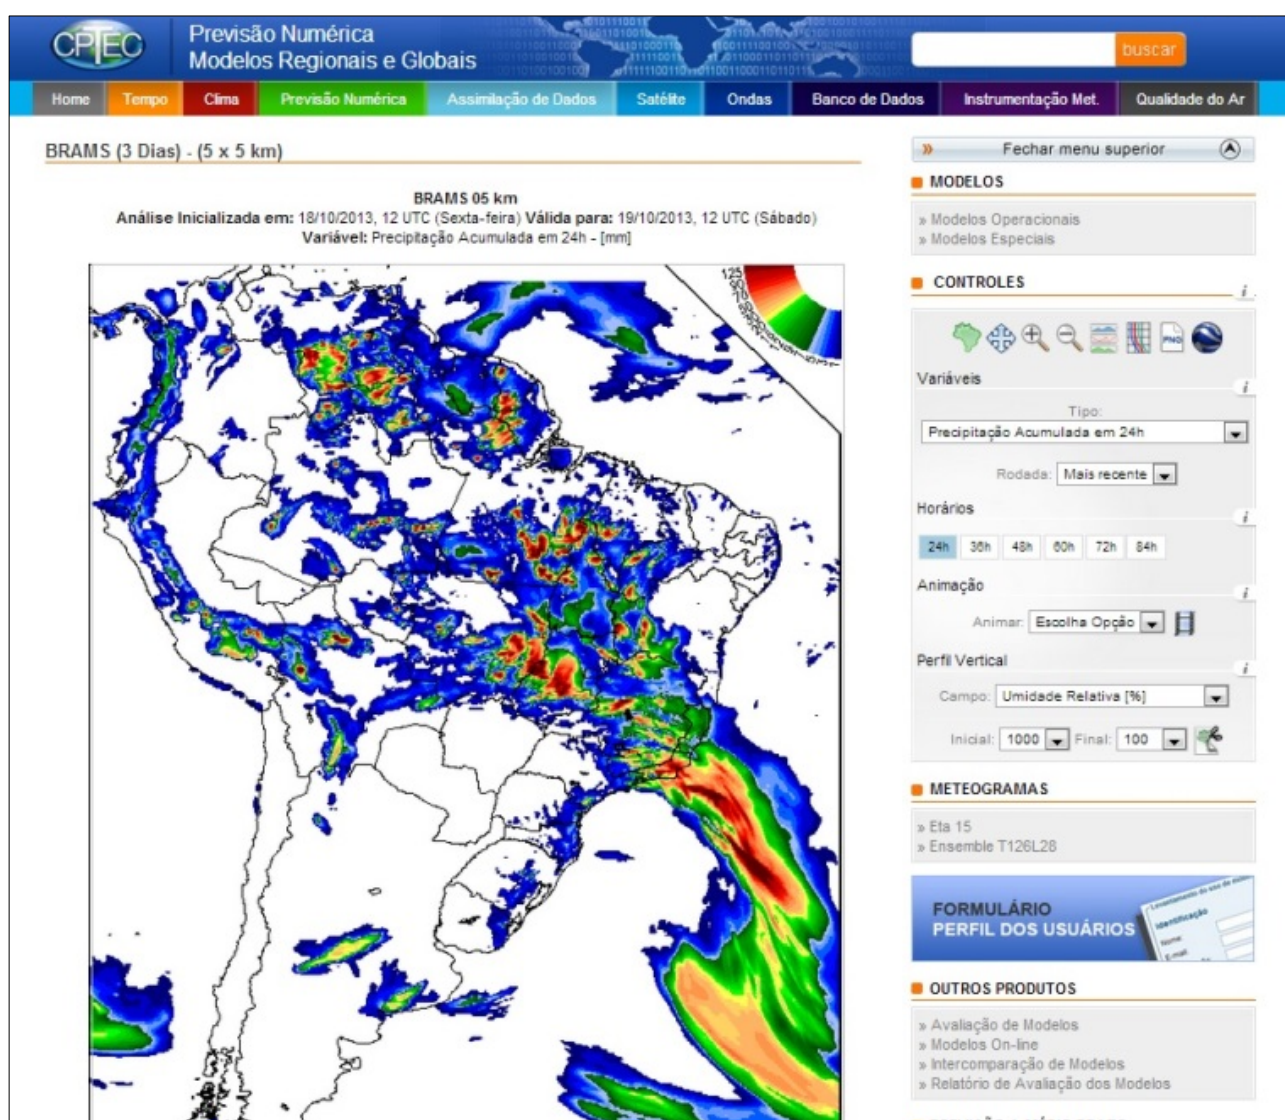 CPTEC
Previsão Numérica
Modelos Regionais e Globais
buscar
Home Tempo Clima Previsão Numérica Assimilação de Dados Satélite Ondas Banco de Dados Instrumentação Met. Qualidade do Ar
BRAMS (3 Dias) - (5 x 5 km)
BRAMS 05 km
Análise Inicializada em: 18/10/2013, 12 UTC (Sexta-feira) Válida para: 19/10/2013, 12 UTC (Sábado)
Variável: Precipitação Acumulada em 24h - [mm]
125
» Fechar menu superior
MODELOS
» Modelos Operacionais
» Modelos Especiais
CONTROLES
i
PNG
Variáveis
i
Tipo:
Precipitação Acumulada em 24h
Rodada: Mais recente
Horários
i
24h 36h 48h 60h 72h 84h
Animação
i
Animar: Escolha Opção
Perfil Vertical
i
Campo: Umidade Relativa [%]
Inicial: 1000 Final: 100
METEOGRAMAS
» Eta 15
» Ensemble T126L28
FORMULÁRIO
PERFIL DOS USUÁRIOS
Identificação
Nome:
E-mail:
OUTROS PRODUTOS
» Avaliação de Modelos
» Modelos On-line
» Intercomparação de Modelos
» Relatório de Avaliação dos Modelos